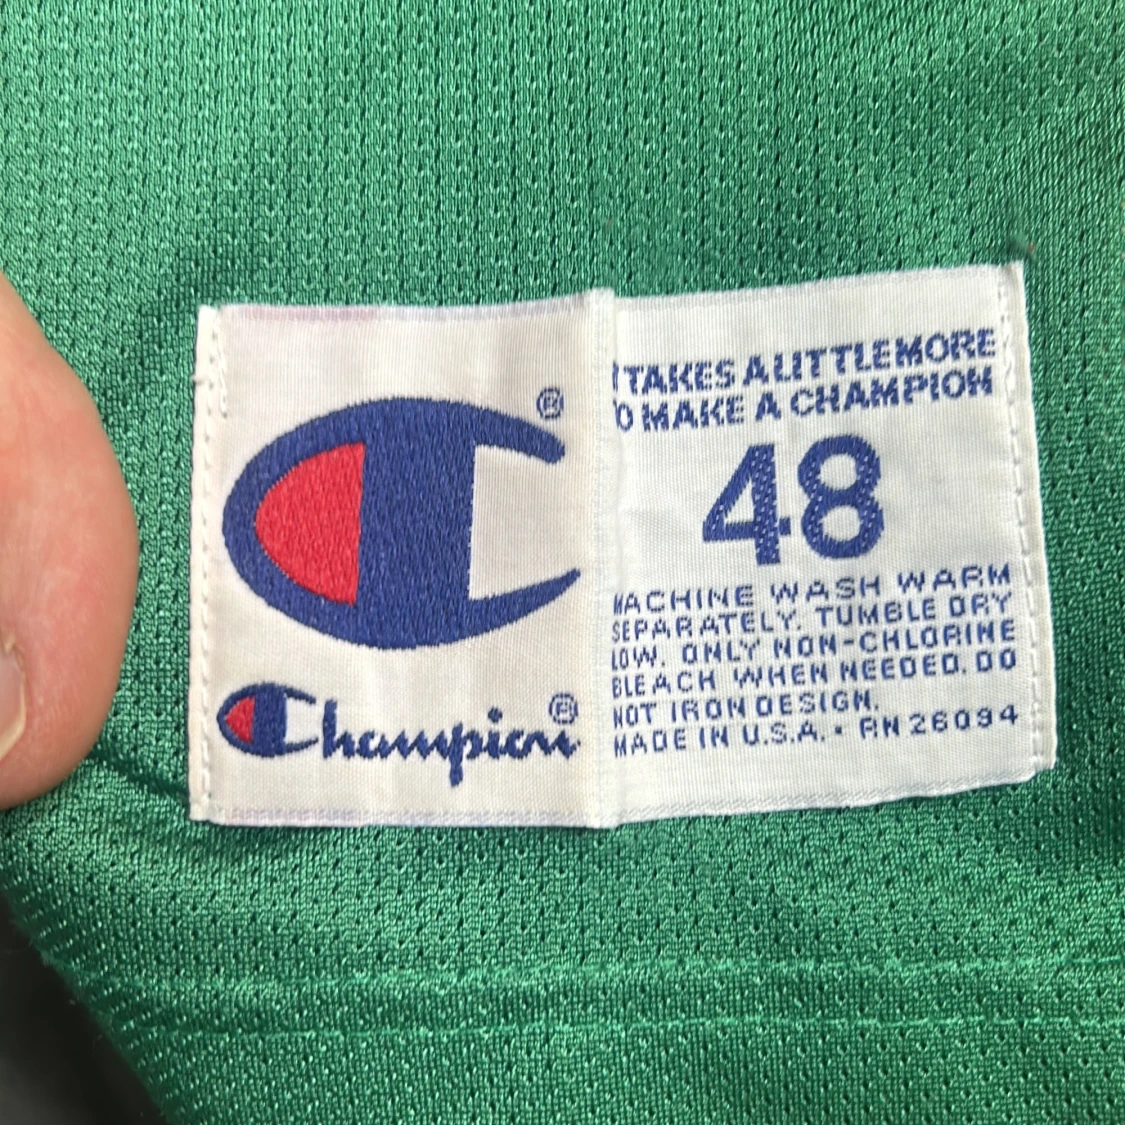 ®
Champion®
TAKES A LITTLE MORE
O MAKE A CHAMPION
48
MACHINE WASH WARM
SEPARATELY. TUMBLE DRY
LOW. ONLY NON-CHLORINE
BLEACH WHEN NEEDED. DO
NOT IRON DESIGN.
MADE IN U.S.A. • RN 26094